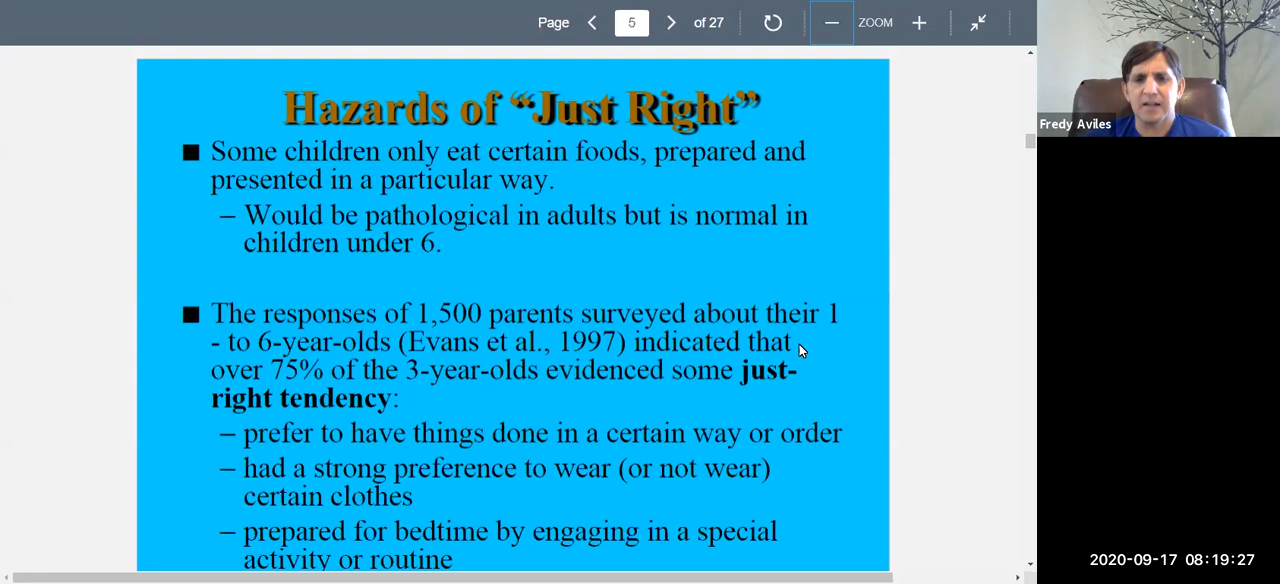 Page 5 of 27 ZOOM
Hazards of “Just Right”
■ Some children only eat certain foods, prepared and
presented in a particular way.
– Would be pathological in adults but is normal in
children under 6.
■ The responses of 1,500 parents surveyed about their 1
- to 6-year-olds (Evans et al., 1997) indicated that
over 75% of the 3-year-olds evidenced some just-
right tendency:
– prefer to have things done in a certain way or order
– had a strong preference to wear (or not wear)
certain clothes
– prepared for bedtime by engaging in a special
activity or routine
Fredy Aviles
2020-09-17 08:19:27